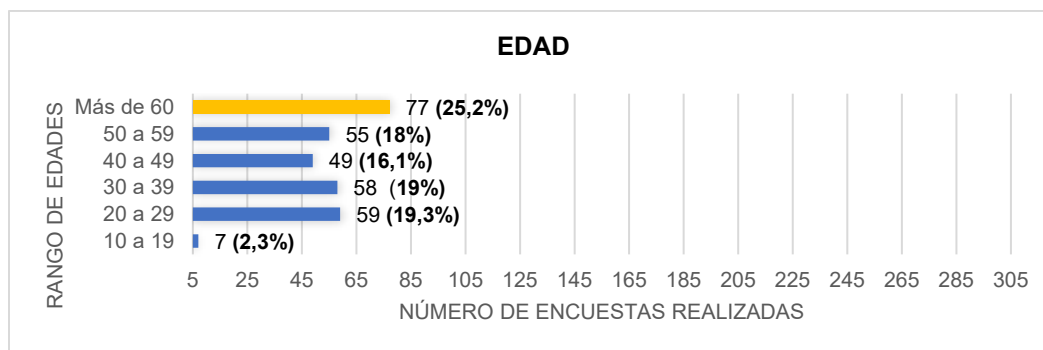 EDAD
RANGO DE EDADES
Más de 60 77 (25,2%)
50 a 59 55 (18%)
40 a 49 49 (16,1%)
30 a 39 58 (19%)
20 a 29 59 (19,3%)
10 a 19 7 (2,3%)
5 25 45 65 85 105 125 145 165 185 205 225 245 265 285 305
NÚMERO DE ENCUESTAS REALIZADAS